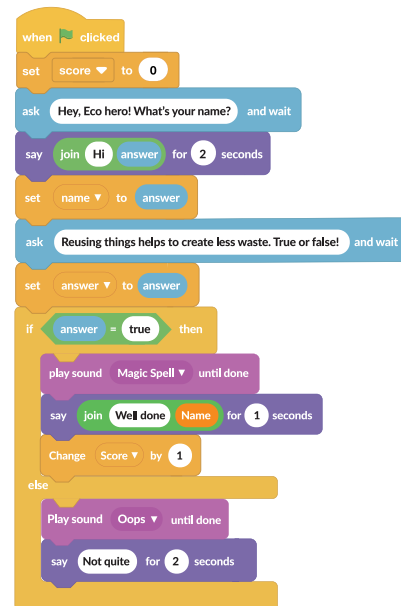 when clicked
set score to 0
ask Hey, Eco hero! What's your name? and wait
say join Hi answer for 2 seconds
set name to answer
ask Reusing things helps to create less waste. True or false! and wait
set answer to answer
if answer = true then
play sound Magic Spell until done
say join Well done Name for 1 seconds
Change Score by 1
else
Play sound Oops until done
say Not quite for 2 seconds